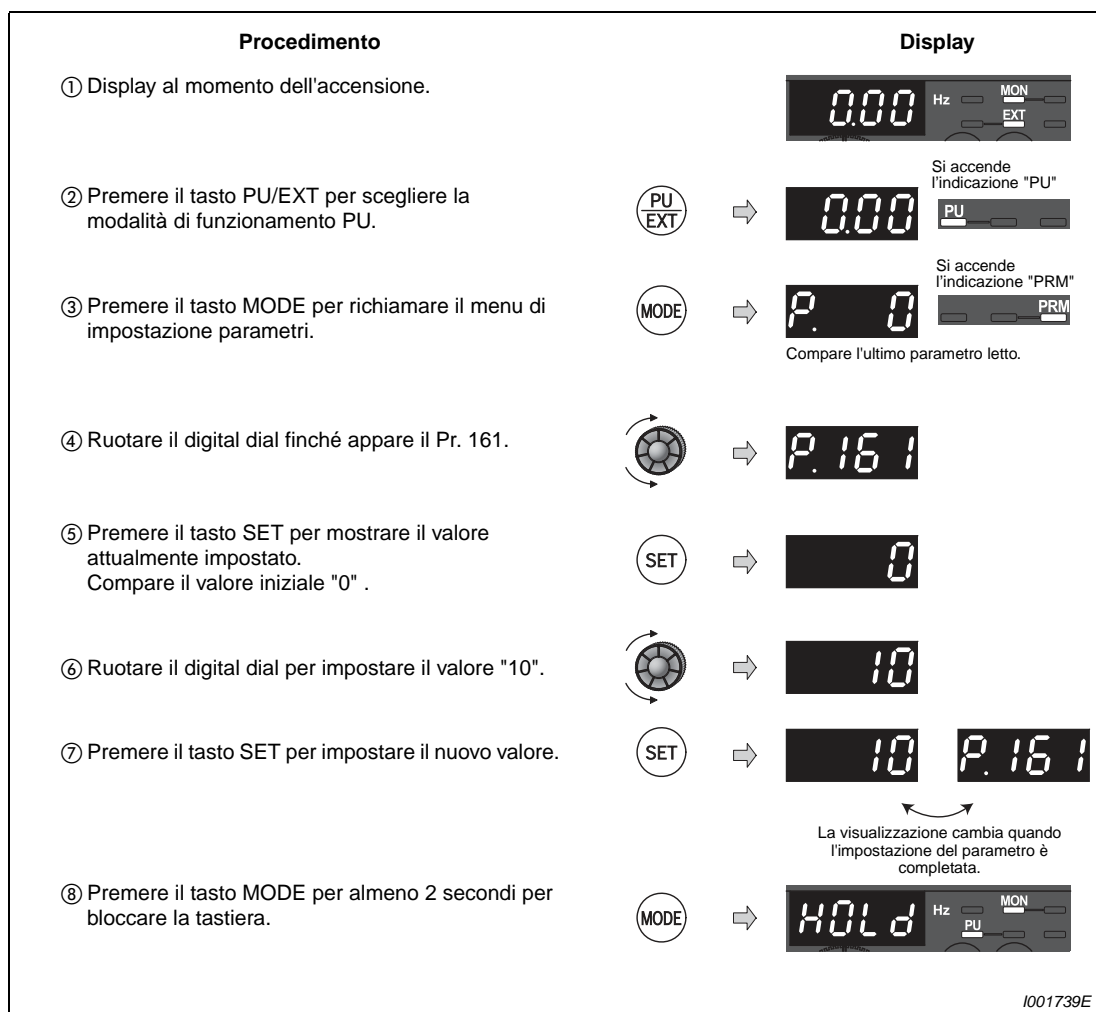 Procedimento
Display
① Display al momento dell'accensione.
0.00 Hz MON EXT
② Premere il tasto PU/EXT per scegliere la
modalità di funzionamento PU.
PU
EXT
0.00
Si accende
l'indicazione "PU"
PU
③ Premere il tasto MODE per richiamare il menu di
impostazione parametri.
MODE
P. 0
Si accende
l'indicazione "PRM"
PRM
Compare l'ultimo parametro letto.
④ Ruotare il digital dial finché appare il Pr. 161.
P. 161
⑤ Premere il tasto SET per mostrare il valore
attualmente impostato.
Compare il valore iniziale "0" .
SET
0
⑥ Ruotare il digital dial per impostare il valore "10".
10
⑦ Premere il tasto SET per impostare il nuovo valore.
SET
10
P. 161
La visualizzazione cambia quando
l'impostazione del parametro è
completata.
⑧ Premere il tasto MODE per almeno 2 secondi per
bloccare la tastiera.
MODE
HOLd Hz MON
PU
I001739E